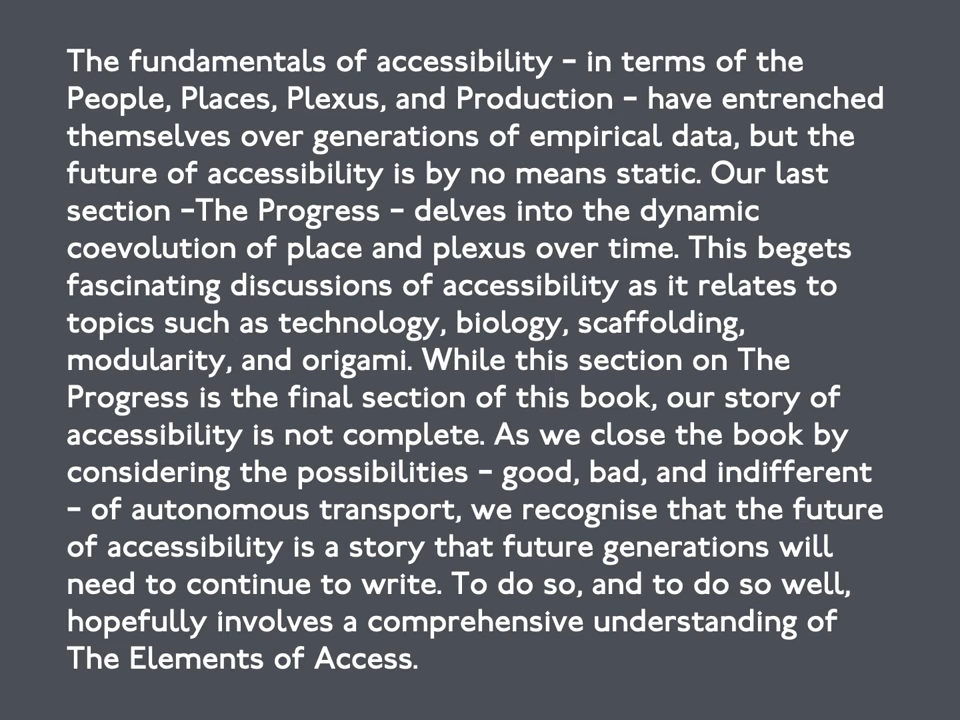 The fundamentals of accessibility – in terms of the
People, Places, Plexus, and Production – have entrenched
themselves over generations of empirical data, but the
future of accessibility is by no means static. Our last
section –The Progress – delves into the dynamic
coevolution of place and plexus over time. This begets
fascinating discussions of accessibility as it relates to
topics such as technology, biology, scaffolding,
modularity, and origami. While this section on The
Progress is the final section of this book, our story of
accessibility is not complete. As we close the book by
considering the possibilities – good, bad, and indifferent
– of autonomous transport, we recognise that the future
of accessibility is a story that future generations will
need to continue to write. To do so, and to do so well,
hopefully involves a comprehensive understanding of
The Elements of Access.